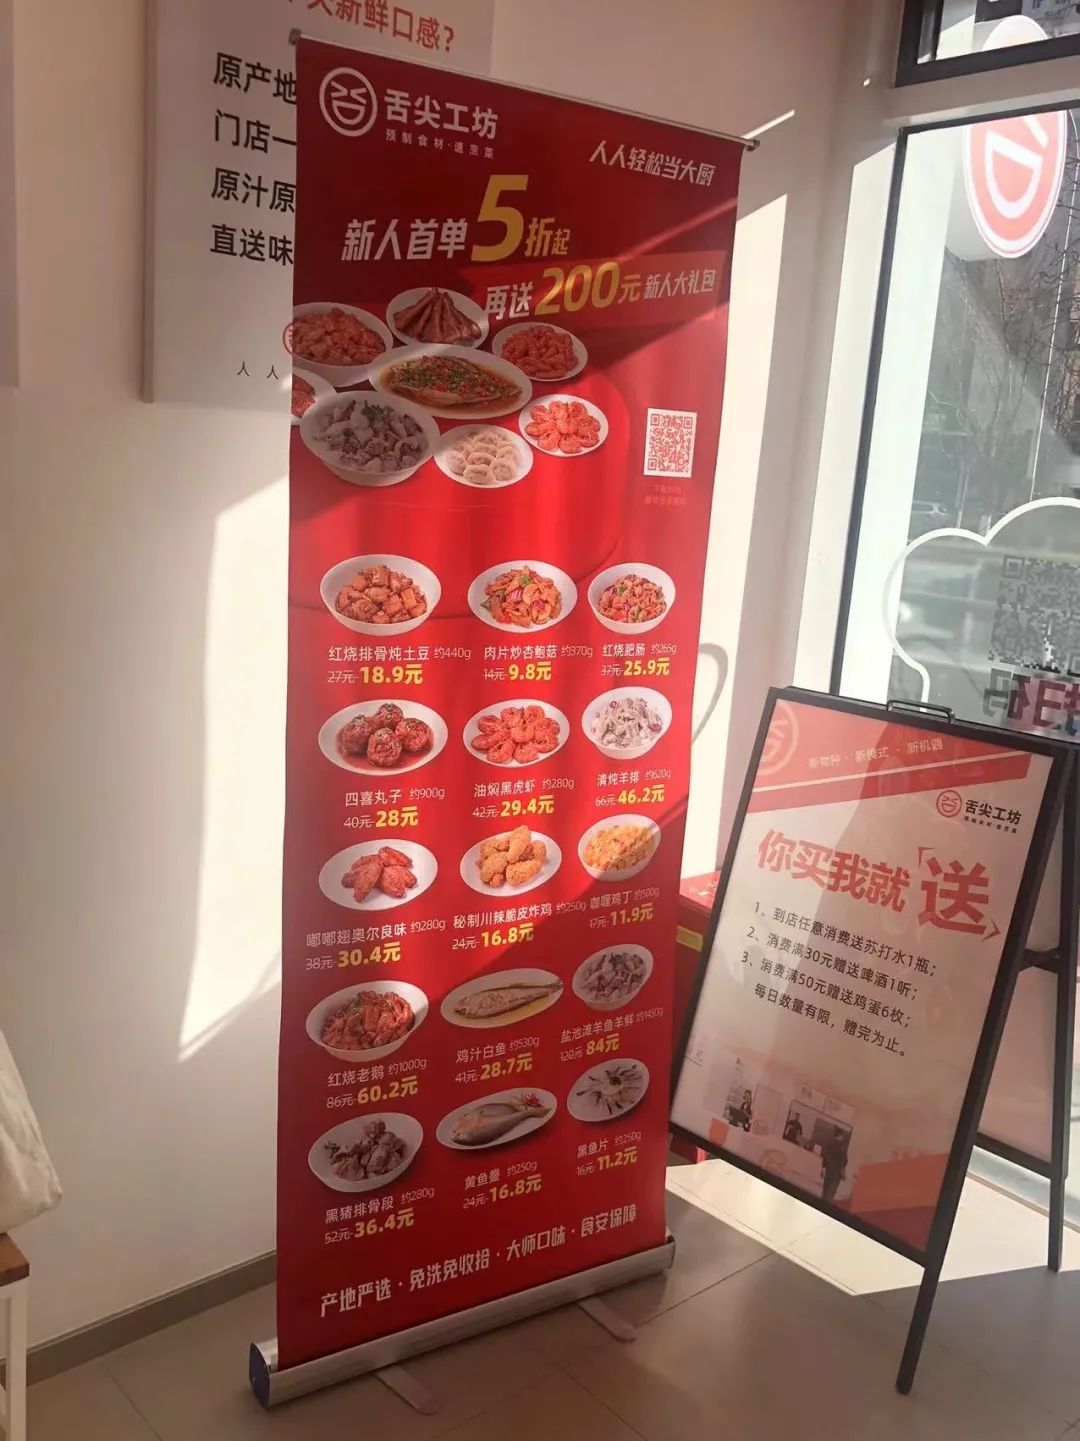 新鲜口感?
原产地
门店一
原汁原
直送味
人 人
舌尖工坊
预制食材·速烹菜
人人轻松当大厨
新人首单5折起
再送200元新人大礼包
红烧排骨炖土豆 约440g
27元 18.9元
肉片炒杏鲍菇 约370g
14元 9.8元
红烧肥肠 约265g
37元 25.9元
四喜丸子 约900g
40元 28元
油焖黑虎虾 约280g
42元 29.4元
清炖羊排 约620g
66元 46.2元
嘟嘟翅奥尔良味 约280g
38元 30.4元
秘制川辣脆皮炸鸡 约250g
24元 16.8元
咖喱鸡丁 约500g
17元 11.9元
红烧老鹅 约1000g
86元 60.2元
鸡汁白鱼 约530g
41元 28.7元
盐池滩羊鱼羊鲜 约1450g
120元 84元
黑猪排骨段 约280g
52元 36.4元
黄鱼鲞 约250g
24元 16.8元
黑鱼片 约250g
16元 11.2元
产地严选·免洗免收拾·大师口味·食安保障
新物种·新模式·新机遇
舌尖工坊
预制食材·速烹菜
你买我就「送」
1、到店任意消费送苏打水1瓶；
2、消费满30元赠送啤酒1听；
3、消费满50元赠送鸡蛋6枚；
每日数量有限，赠完为止。
扫码